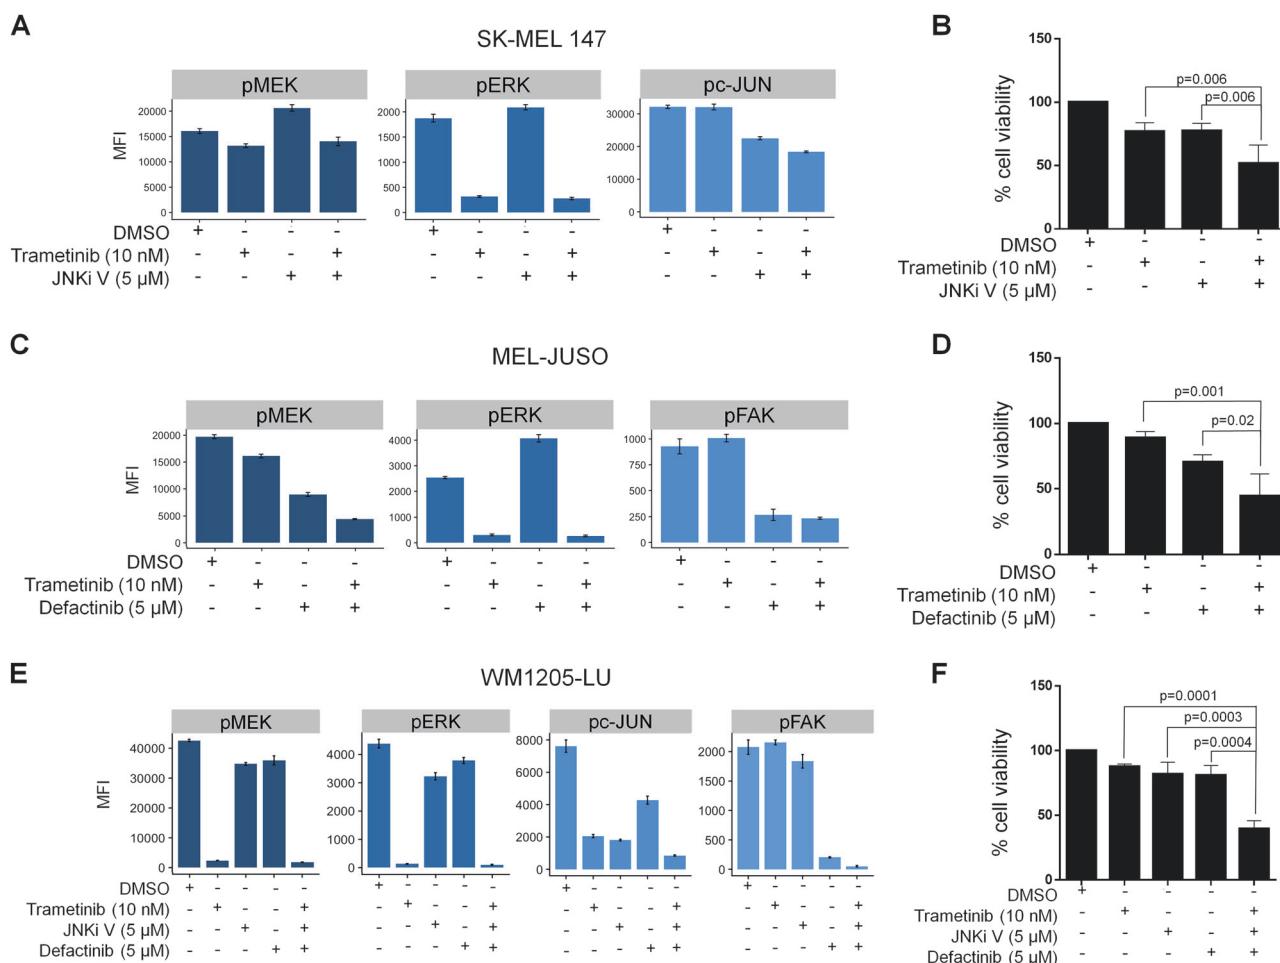 A
SK-MEL 147
pMEK
pERK
pc-JUN
MFI
20000
15000
10000
5000
0
2000
1500
1000
500
0
30000
20000
10000
0
DMSO + - - - + - - - + - - -
Trametinib (10 nM) - + - + - + - + - + - +
JNKi V (5 µM) - - + + - - + + - - + +
B
% cell viability
150
100
50
0
p=0.006
p=0.006
DMSO + - - -
Trametinib (10 nM) - + - +
JNKi V (5 µM) - - + +
C
MEL-JUSO
pMEK
pERK
pFAK
MFI
20000
15000
10000
5000
0
4000
3000
2000
1000
0
1000
750
500
250
0
DMSO + - - - + - - - + - - -
Trametinib (10 nM) - + - + - + - + - + - +
Defactinib (5 µM) - - + + - - + + - - + +
D
% cell viability
150
100
50
0
p=0.001
p=0.02
DMSO + - - -
Trametinib (10 nM) - + - +
Defactinib (5 µM) - - + +
E
WM1205-LU
pMEK
pERK
pc-JUN
pFAK
MFI
40000
30000
20000
10000
0
4000
3000
2000
1000
0
8000
6000
4000
2000
0
2000
1500
1000
500
0
DMSO + - - - - + - - - - + - - - - + - - - -
Trametinib (10 nM) - + - - + - + - - + - + - - + - + - - +
JNKi V (5 µM) - - + - + - - + - + - - + - + - - + - +
Defactinib (5 µM) - - - + + - - - + + - - - + + - - - + +
F
% cell viability
150
100
50
0
p=0.0001
p=0.0003
p=0.0004
DMSO + - - - -
Trametinib (10 nM) - + - - +
JNKi V (5 µM) - - + - +
Defactinib (5 µM) - - - + +